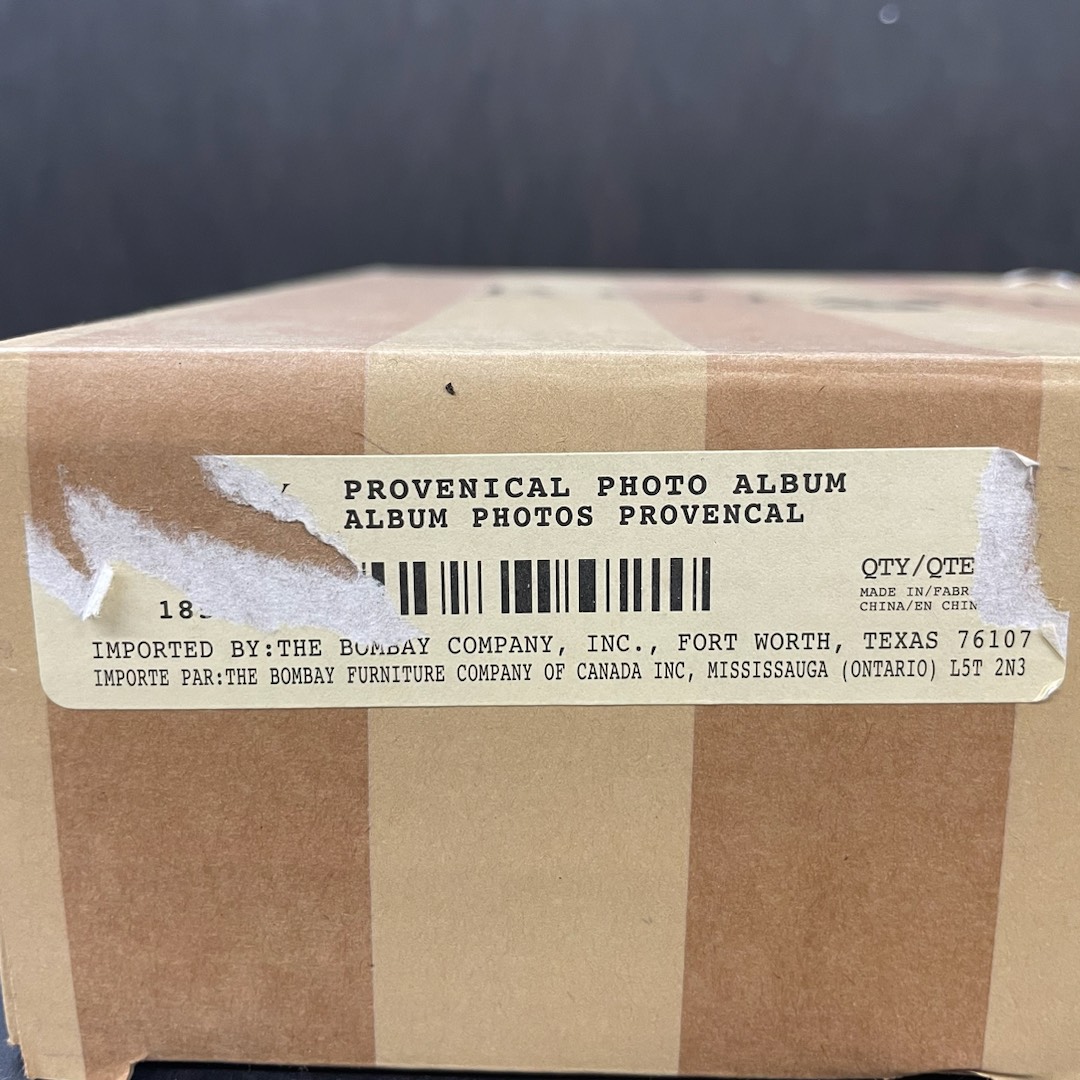 PROVENICAL PHOTO ALBUM
ALBUM PHOTOS PROVENCAL
QTY/QTE
MADE IN/FABR
CHINA/EN CHIN
18
IMPORTED BY:THE BOMBAY COMPANY, INC., FORT WORTH, TEXAS 76107
IMPORTE PAR:THE BOMBAY FURNITURE COMPANY OF CANADA INC, MISSISSAUGA (ONTARIO) L5T 2N3